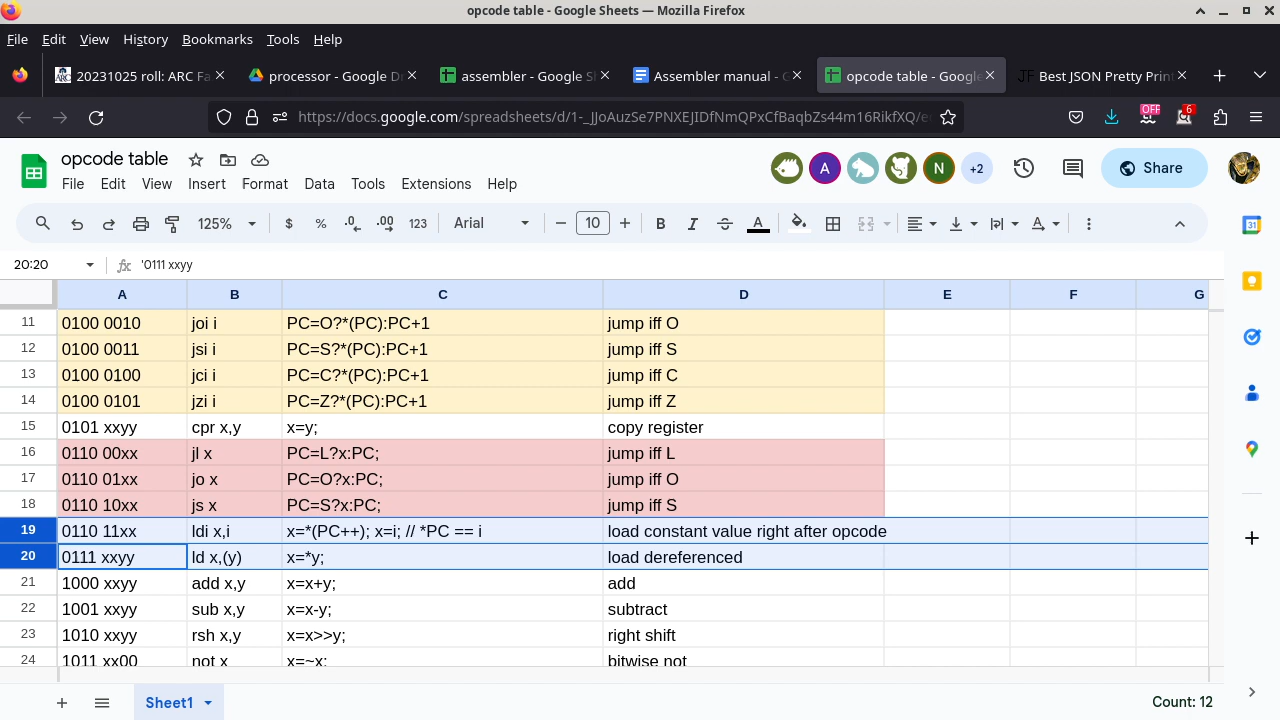 opcode table - Google Sheets — Mozilla Firefox
File Edit View History Bookmarks Tools Help
20231025 roll: ARC Fa processor - Google Dr assembler - Google S Assembler manual - opcode table - Google Best JSON Pretty Prin
https://docs.google.com/spreadsheets/d/1-_JJoAuzSe7PNXEJIDfNmQPxCfBaqbZs44m16RikfXQ/e OFF 6
opcode table
File Edit View Insert Format Data Tools Extensions Help
A N +2 Share
125% $ % .0 .00 123 Arial 10 B I A 31
20:20 fx '0111 xxyy
A B C D E F G
11 0100 0010 joi i PC=O?*(PC):PC+1 jump iff O
12 0100 0011 jsi i PC=S?*(PC):PC+1 jump iff S
13 0100 0100 jci i PC=C?*(PC):PC+1 jump iff C
14 0100 0101 jzi i PC=Z?*(PC):PC+1 jump iff Z
15 0101 xxyy cpr x,y x=y; copy register
16 0110 00xx jl x PC=L?x:PC; jump iff L
17 0110 01xx jo x PC=O?x:PC; jump iff O
18 0110 10xx js x PC=S?x:PC; jump iff S
19 0110 11xx ldi x,i x=*(PC++); x=i; // *PC == i load constant value right after opcode
20 0111 xxyy ld x,(y) x=*y; load dereferenced
21 1000 xxyy add x,y x=x+y; add
22 1001 xxyy sub x,y x=x-y; subtract
23 1010 xxyy rsh x,y x=x>>y; right shift
24 1011 xx00 not x x=~x; bitwise not
Sheet1 Count: 12